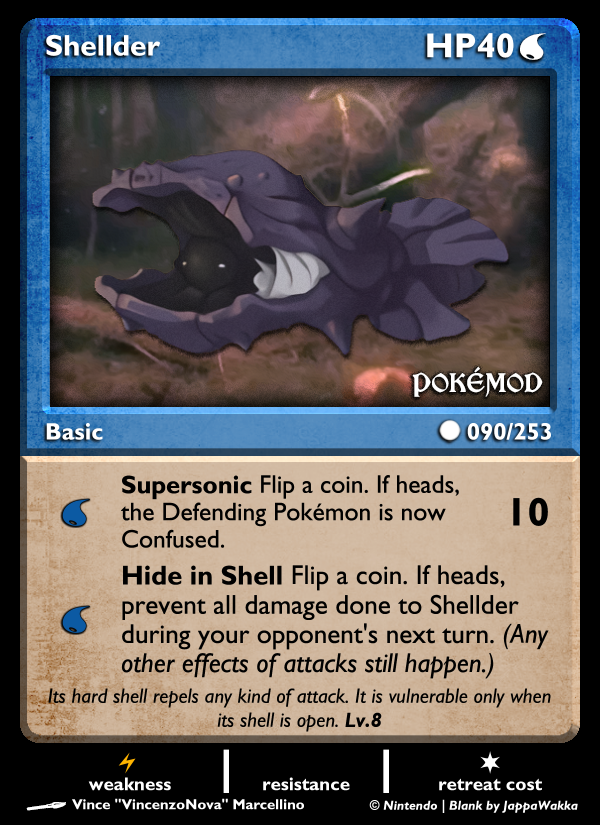 Shellder HP40
POKÉMOD
Basic 090/253
Supersonic Flip a coin. If heads,
the Defending Pokémon is now
Confused.
10
Hide in Shell Flip a coin. If heads,
prevent all damage done to Shellder
during your opponent's next turn. (Any
other effects of attacks still happen.)
Its hard shell repels any kind of attack. It is vulnerable only when
its shell is open. Lv.8
weakness resistance retreat cost
Vince "VincenzoNova" Marcellino © Nintendo | Blank by JappaWakka